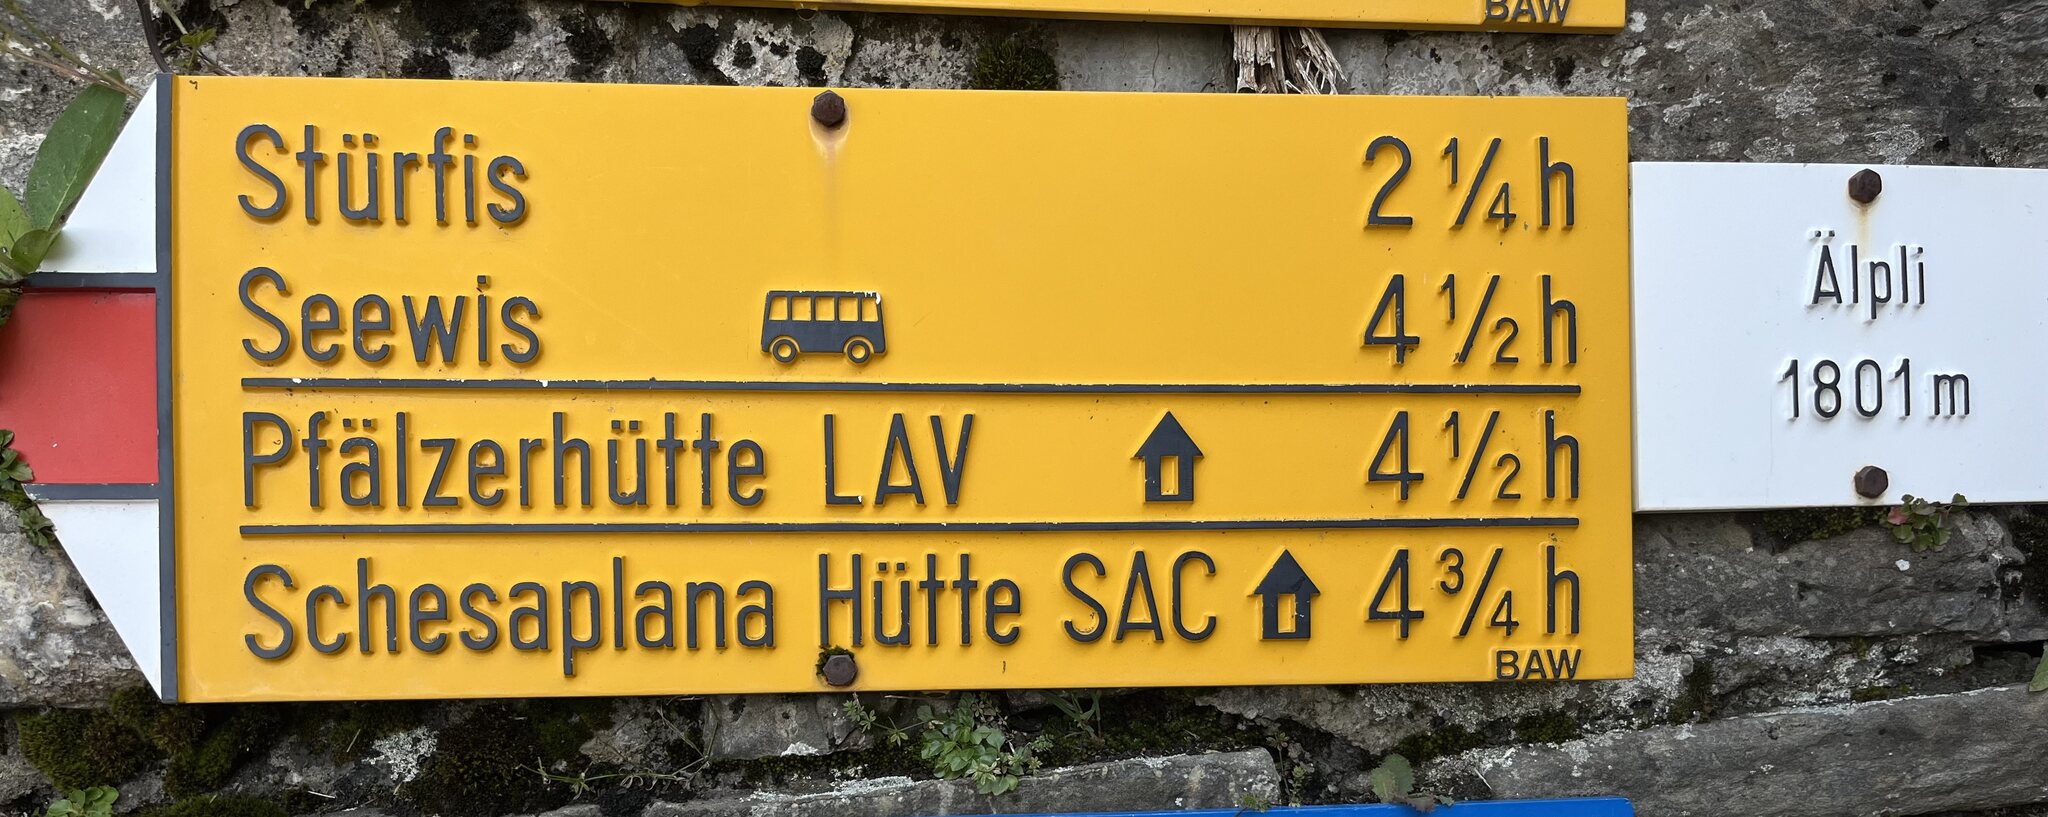 BAW
Stürfis 2 1/4 h
Seewis 4 1/2 h
Pfälzerhütte LAV 4 1/2 h
Schesaplana Hütte SAC 4 3/4 h
BAW
Älpli
1801 m